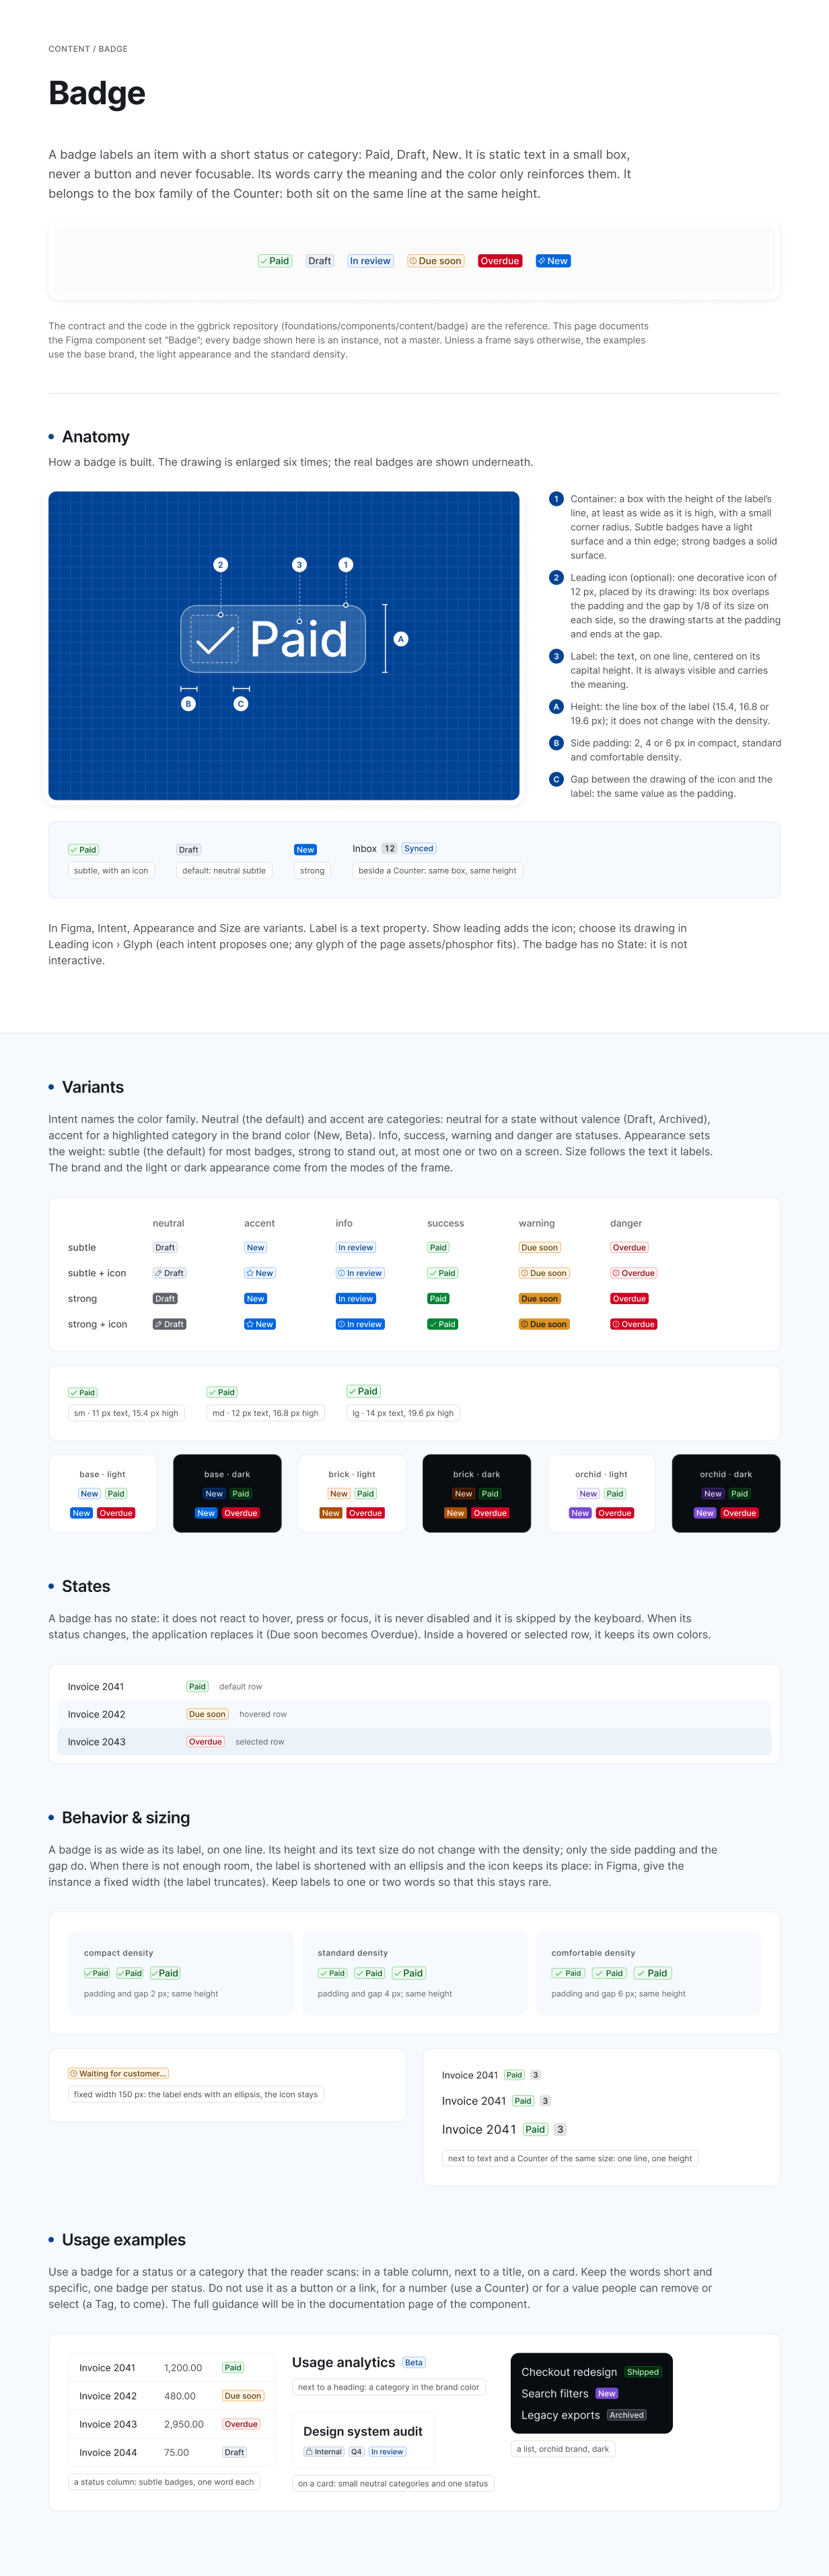 CONTENT / BADGE
Badge
A badge labels an item with a short status or category: Paid, Draft, New. It is static text in a small box,
never a button and never focusable. Its words carry the meaning and the color only reinforces them. It
belongs to the box family of the Counter: both sit on the same line at the same height.
Paid Draft In review Due soon Overdue New
The contract and the code in the ggbrick repository (foundations/components/content/badge) are the reference. This page documents
the Figma component set “Badge”; every badge shown here is an instance, not a master. Unless a frame says otherwise, the examples
use the base brand, the light appearance and the standard density.
Anatomy
How a badge is built. The drawing is enlarged six times; the real badges are shown underneath.
2 3 1
Paid
A
B C
1 Container: a box with the height of the label’s
line, at least as wide as it is high, with a small
corner radius. Subtle badges have a light
surface and a thin edge; strong badges a solid
surface.
2 Leading icon (optional): one decorative icon of
12 px, placed by its drawing: its box overlaps
the padding and the gap by 1/8 of its size on
each side, so the drawing starts at the padding
and ends at the gap.
3 Label: the text, on one line, centered on its
capital height. It is always visible and carries
the meaning.
A Height: the line box of the label (15.4, 16.8 or
19.6 px); it does not change with the density.
B Side padding: 2, 4 or 6 px in compact, standard
and comfortable density.
C Gap between the drawing of the icon and the
label: the same value as the padding.
Paid Draft New Inbox 12 Synced
subtle, with an icon default: neutral subtle strong beside a Counter: same box, same height
In Figma, Intent, Appearance and Size are variants. Label is a text property. Show leading adds the icon; choose its drawing in
Leading icon › Glyph (each intent proposes one; any glyph of the page assets/phosphor fits). The badge has no State: it is not
interactive.
Variants
Intent names the color family. Neutral (the default) and accent are categories: neutral for a state without valence (Draft, Archived),
accent for a highlighted category in the brand color (New, Beta). Info, success, warning and danger are statuses. Appearance sets
the weight: subtle (the default) for most badges, strong to stand out, at most one or two on a screen. Size follows the text it labels.
The brand and the light or dark appearance come from the modes of the frame.
neutral accent info success warning danger
subtle Draft New In review Paid Due soon Overdue
subtle + icon Draft New In review Paid Due soon Overdue
strong Draft New In review Paid Due soon Overdue
strong + icon Draft New In review Paid Due soon Overdue
Paid Paid Paid
sm · 11 px text, 15.4 px high md · 12 px text, 16.8 px high lg · 14 px text, 19.6 px high
base · light base · dark brick · light brick · dark orchid · light orchid · dark
New Paid New Paid New Paid New Paid New Paid New Paid
New Overdue New Overdue New Overdue New Overdue New Overdue New Overdue
States
A badge has no state: it does not react to hover, press or focus, it is never disabled and it is skipped by the keyboard. When its
status changes, the application replaces it (Due soon becomes Overdue). Inside a hovered or selected row, it keeps its own colors.
Invoice 2041 Paid default row
Invoice 2042 Due soon hovered row
Invoice 2043 Overdue selected row
Behavior & sizing
A badge is as wide as its label, on one line. Its height and its text size do not change with the density; only the side padding and the
gap do. When there is not enough room, the label is shortened with an ellipsis and the icon keeps its place: in Figma, give the
instance a fixed width (the label truncates). Keep labels to one or two words so that this stays rare.
compact density standard density comfortable density
Paid Paid Paid Paid Paid Paid Paid Paid Paid
padding and gap 2 px; same height padding and gap 4 px; same height padding and gap 6 px; same height
Waiting for customer...
fixed width 150 px: the label ends with an ellipsis, the icon stays
Invoice 2041 Paid 3
Invoice 2041 Paid 3
Invoice 2041 Paid 3
next to text and a Counter of the same size: one line, one height
Usage examples
Use a badge for a status or a category that the reader scans: in a table column, next to a title, on a card. Keep the words short and
specific, one badge per status. Do not use it as a button or a link, for a number (use a Counter) or for a value people can remove or
select (a Tag, to come). The full guidance will be in the documentation page of the component.
Invoice 2041 1,200.00 Paid
Invoice 2042 480.00 Due soon
Invoice 2043 2,950.00 Overdue
Invoice 2044 75.00 Draft
a status column: subtle badges, one word each
Usage analytics Beta
next to a heading: a category in the brand color
Design system audit
Internal Q4 In review
on a card: small neutral categories and one status
Checkout redesign Shipped
Search filters New
Legacy exports Archived
a list, orchid brand, dark